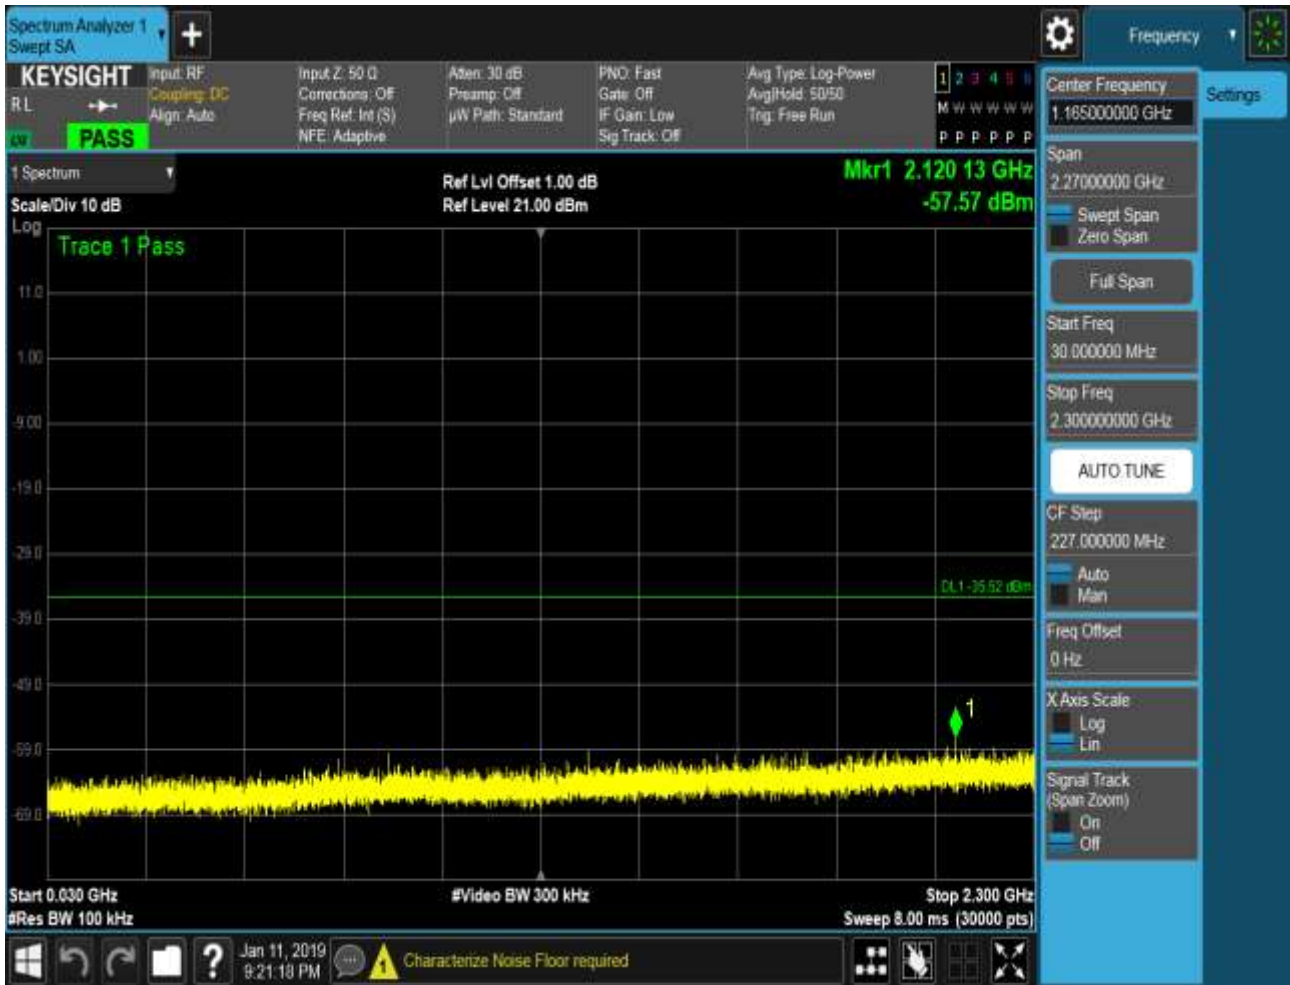 Spectrum Analyzer 1
Swept SA
+
Frequency
KEYSIGHT
RL
PASS
Input: RF
Coupling: DC
Align: Auto
Input Z: 50 Ω
Corrections: Off
Freq Ref: Int (S)
NFE: Adaptive
Atten: 30 dB
Preamp: Off
µW Path: Standard
PNO: Fast
Gate: Off
IF Gain: Low
Sig Track: Off
Avg Type: Log-Power
Avg|Hold: 50/50
Trig: Free Run
1 2 3 4 5 6
M W W W W W
P P P P P P
1 Spectrum
Scale/Div 10 dB
Log
Ref Lvl Offset 1.00 dB
Ref Level 21.00 dBm
Mkr1 2.120 13 GHz
-57.57 dBm
Trace 1 Pass
11.0
1.00
-9.00
-19.0
-29.0
DL1 -35.52 dBm
-39.0
-49.0
1
-59.0
-69.0
Start 0.030 GHz
#Video BW 300 kHz
Stop 2.300 GHz
#Res BW 100 kHz
Sweep 8.00 ms (30000 pts)
?
Jan 11, 2019
9:21:18 PM
1
Characterize Noise Floor required
Center Frequency
1.165000000 GHz
Settings
Span
2.27000000 GHz
Swept Span
Zero Span
Full Span
Start Freq
30.000000 MHz
Stop Freq
2.300000000 GHz
AUTO TUNE
CF Step
227.000000 MHz
Auto
Man
Freq Offset
0 Hz
X Axis Scale
Log
Lin
Signal Track
(Span Zoom)
On
Off